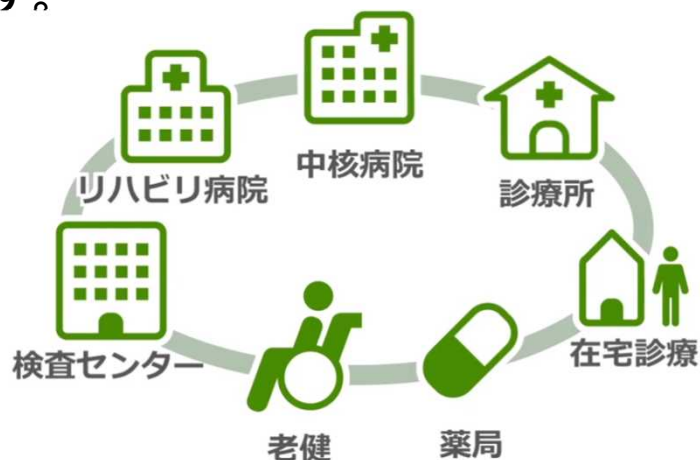 す。
中核病院
リハビリ病院
診療所
検査センター
在宅診療
老健
薬局